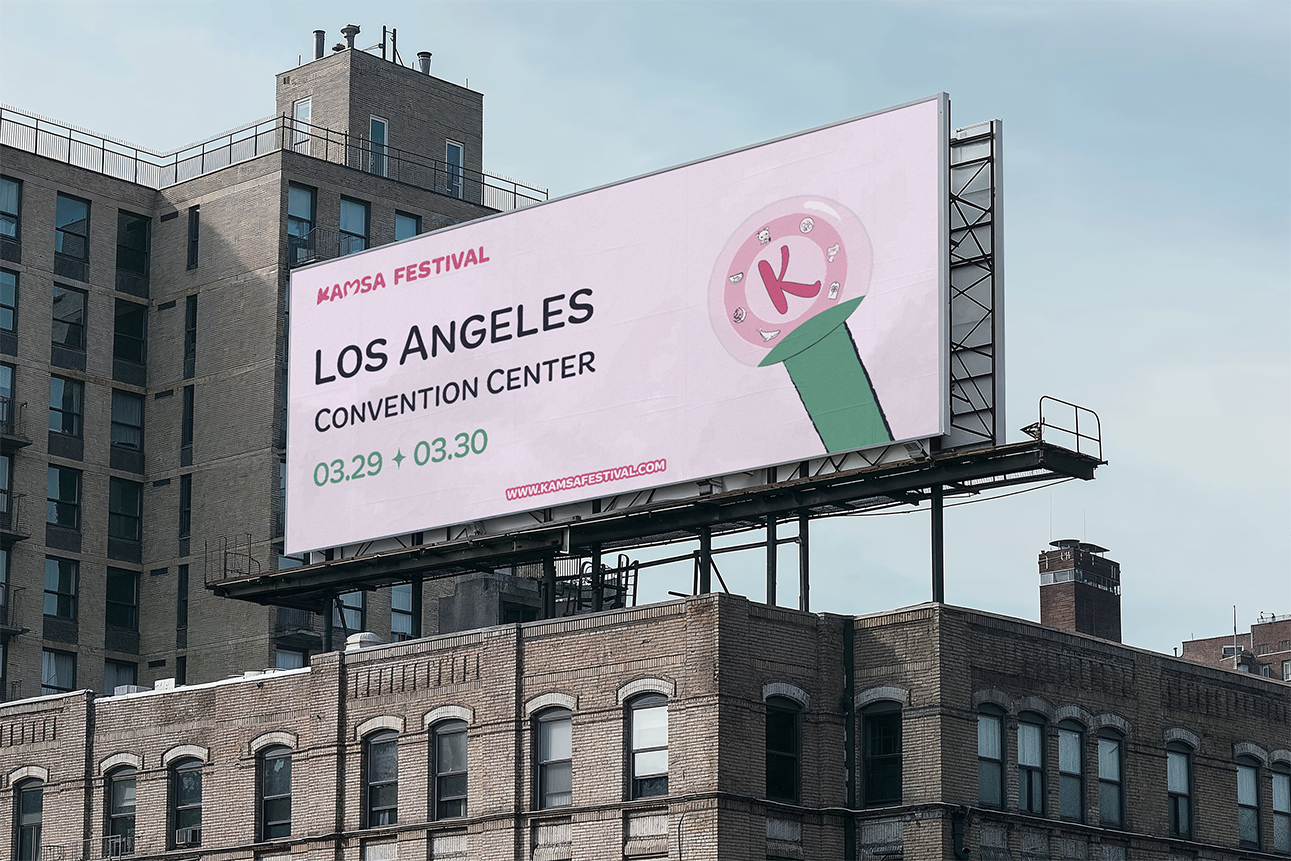 KAMSA FESTIVAL
LOS ANGELES
CONVENTION CENTER
03.29 ✦ 03.30
WWW.KAMSAFESTIVAL.COM
K